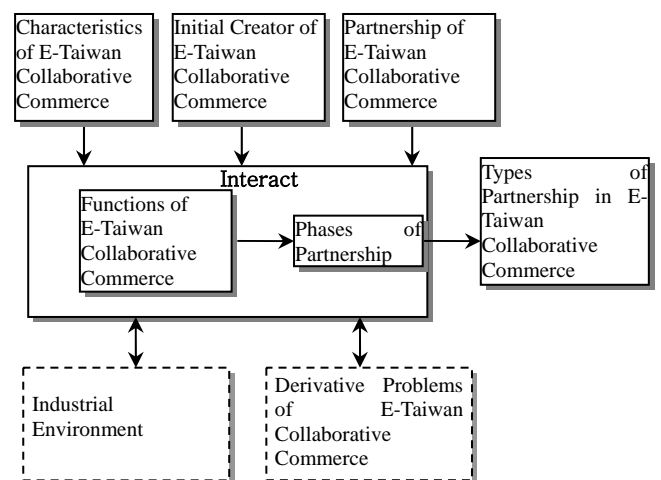 Characteristics
of E-Taiwan
Collaborative
Commerce
Initial Creator of
E-Taiwan
Collaborative
Commerce
Partnership of
E-Taiwan
Collaborative
Commerce
Interact
Functions of
E-Taiwan
Collaborative
Commerce
Phases of
Partnership
Types of
Partnership in E-
Taiwan
Collaborative
Commerce
Industrial
Environment
Derivative Problems
of E-Taiwan
Collaborative
Commerce